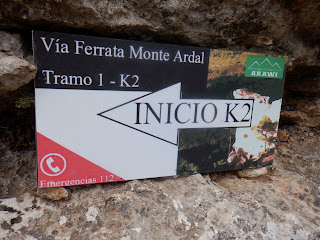 Vía Ferrata Monte Ardal
Tramo 1 - K2
AKAWI
INICIO K2
Emergencias 112